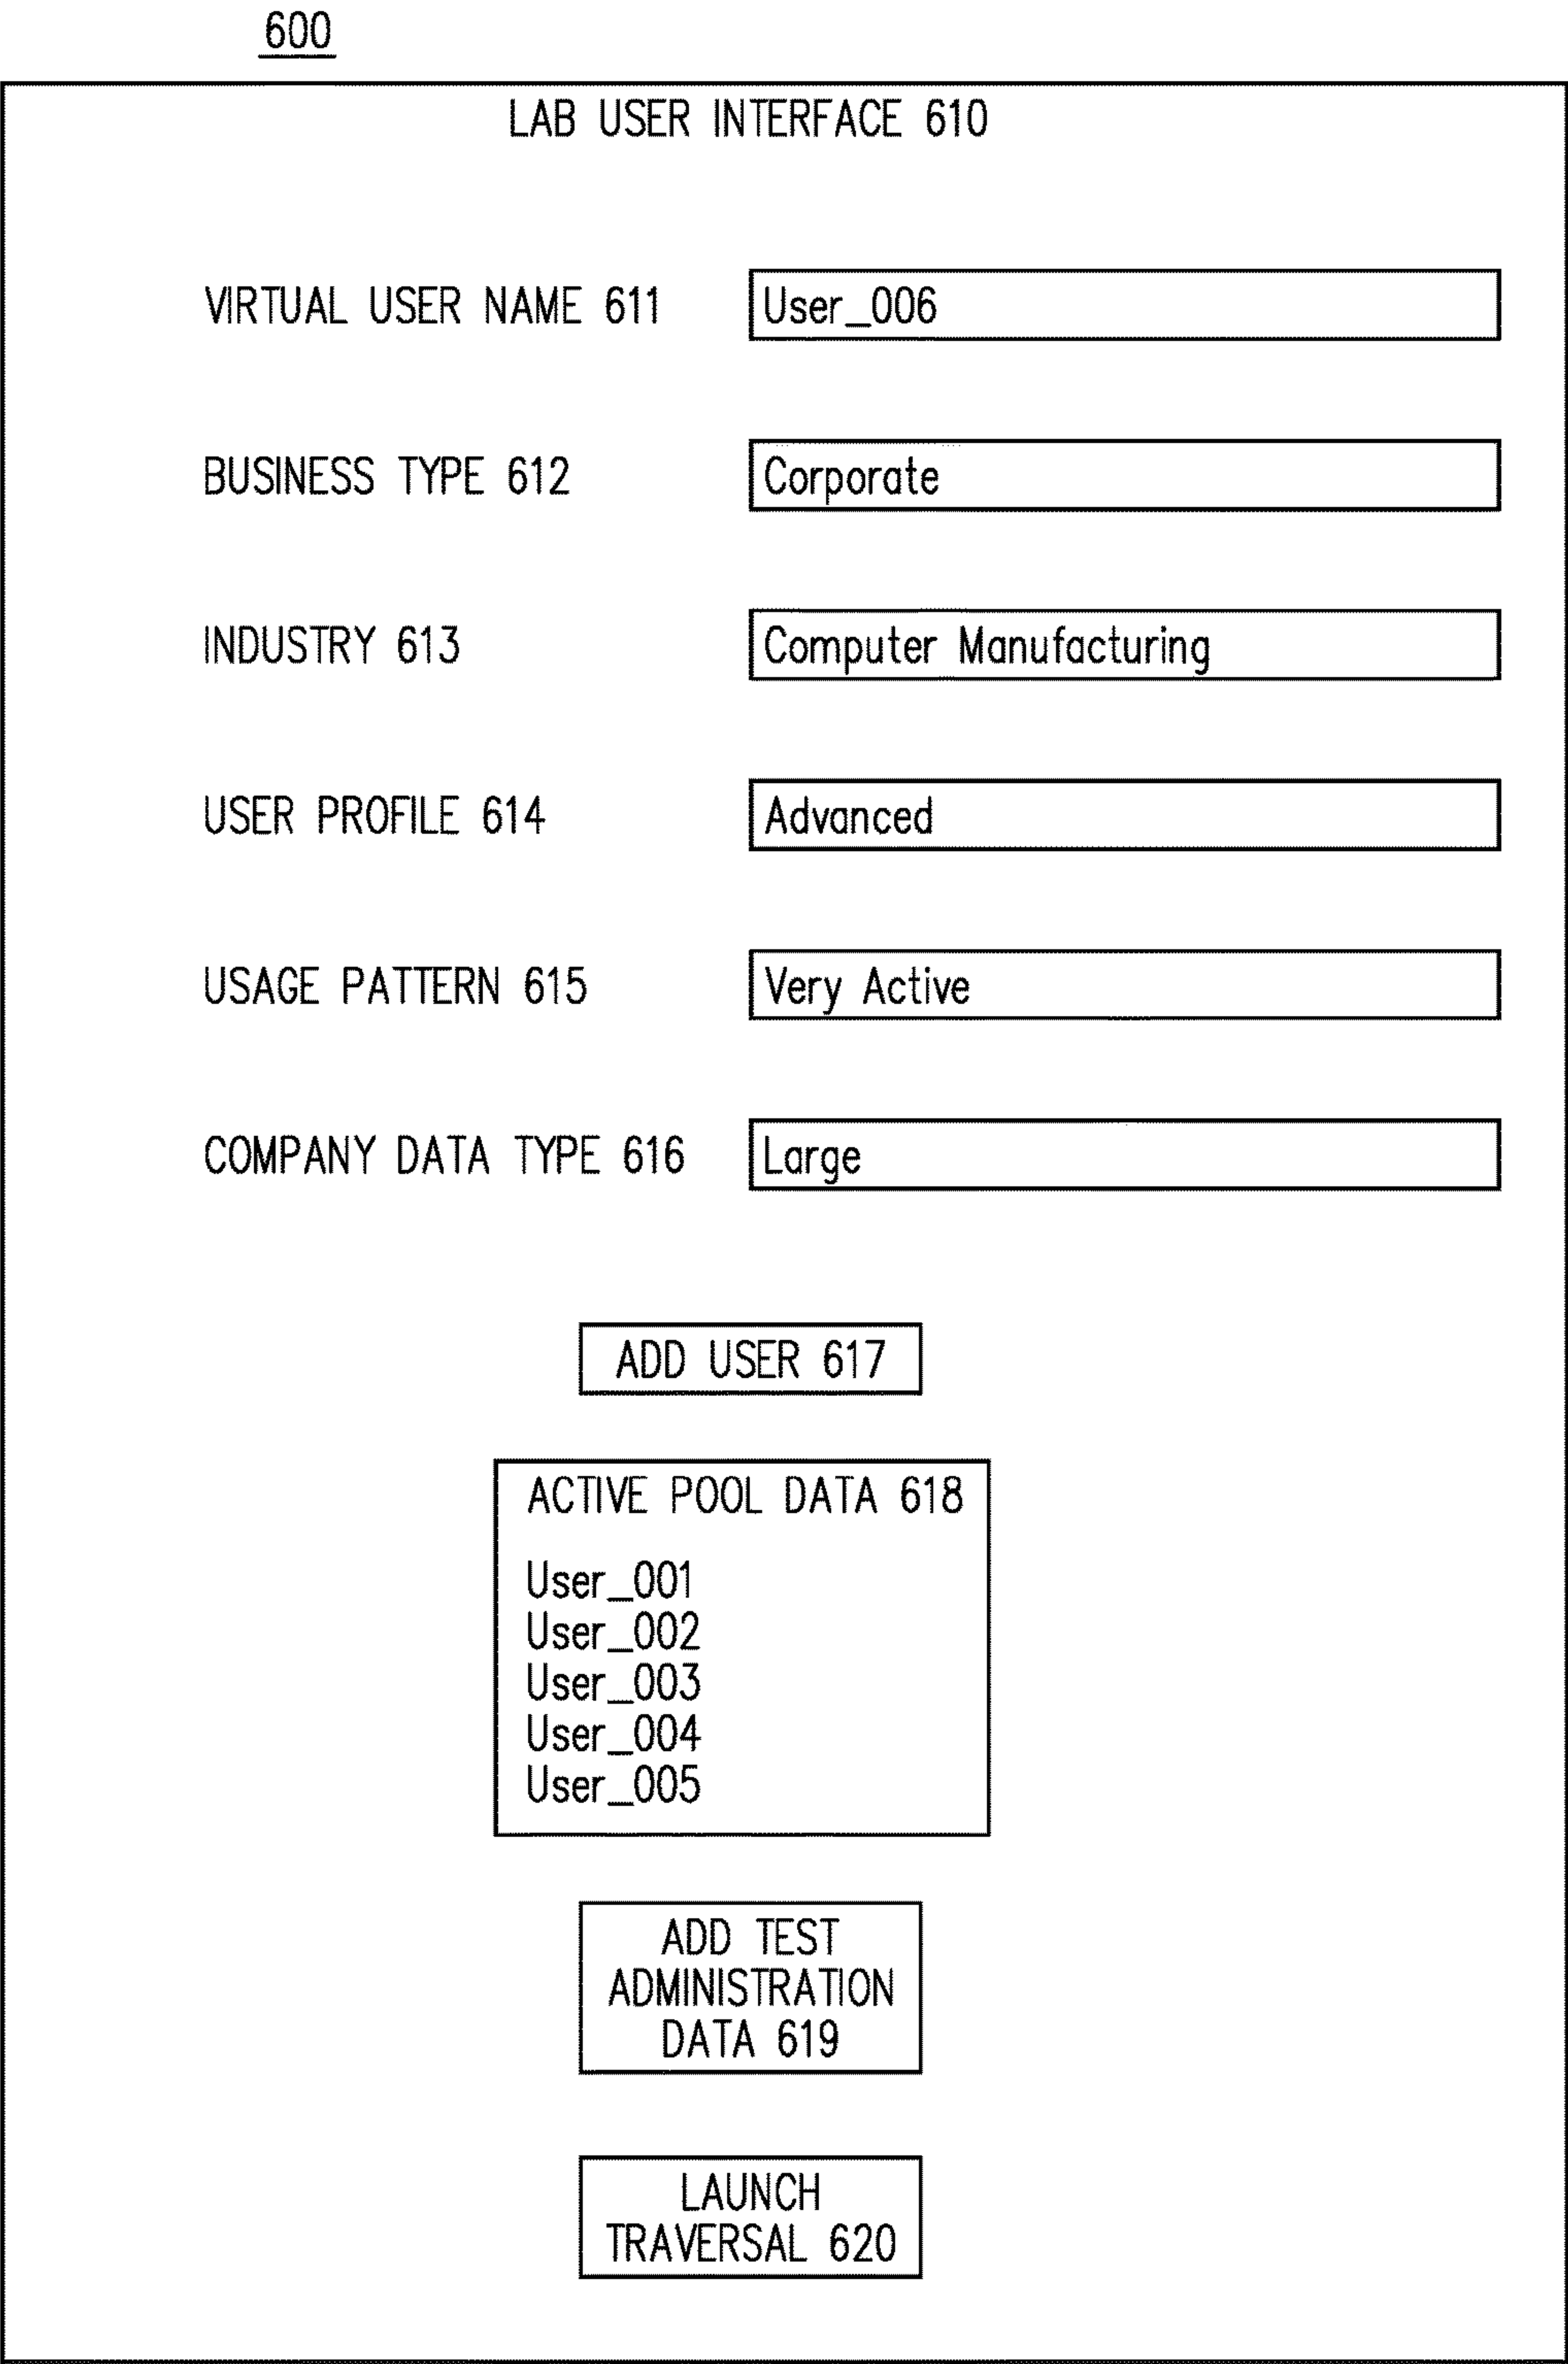 600
LAB USER INTERFACE 610
VIRTUAL USER NAME 611 User_006
BUSINESS TYPE 612 Corporate
INDUSTRY 613 Computer Manufacturing
USER PROFILE 614 Advanced
USAGE PATTERN 615 Very Active
COMPANY DATA TYPE 616 Large
ADD USER 617
ACTIVE POOL DATA 618
User_001
User_002
User_003
User_004
User_005
ADD TEST
ADMINISTRATION
DATA 619
LAUNCH
TRAVERSAL 620